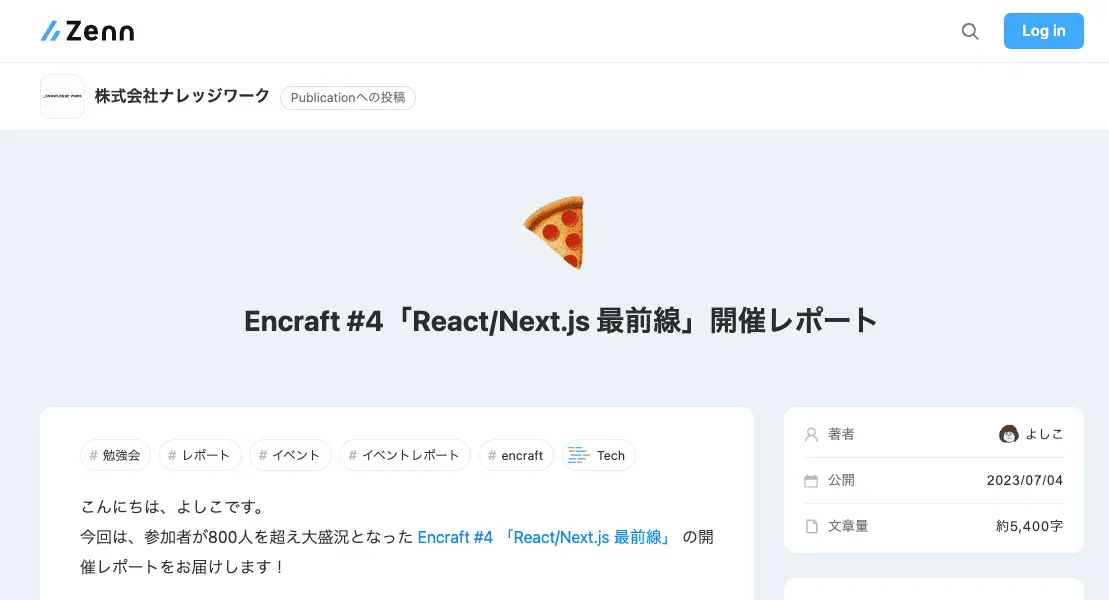 Zenn
Log in
KNOWLEDGE WORK
株式会社ナレッジワーク
Publicationへの投稿
Encraft #4「React/Next.js 最前線」開催レポート
# 勉強会 # レポート # イベント # イベントレポート # encraft Tech
こんにちは、よしこです。
今回は、参加者が800人を超え大盛況となった Encraft #4 「React/Next.js 最前線」 の開
催レポートをお届けします！
著者 よしこ
公開 2023/07/04
文章量 約5,400字